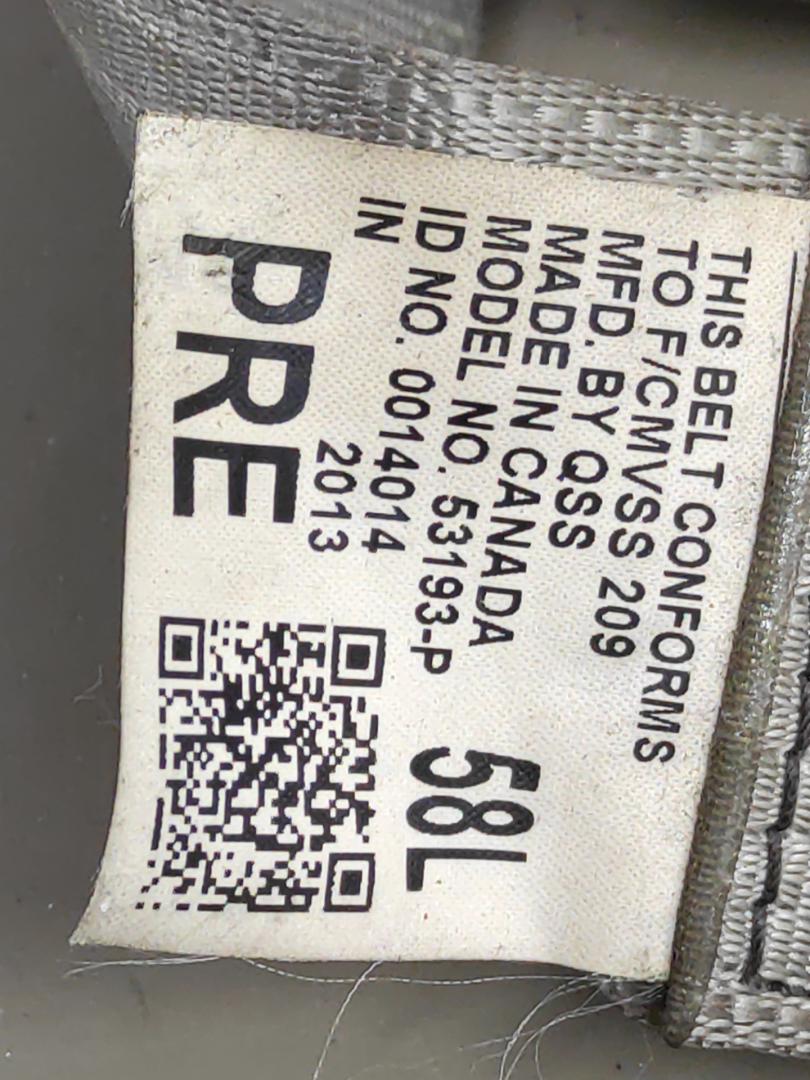 THIS BELT CONFORMS
TO F/CMVSS 209
MFD. BY QSS
MADE IN CANADA
MODEL NO. 53193-P
ID NO. 0014014
IN 2013
58L
PRE